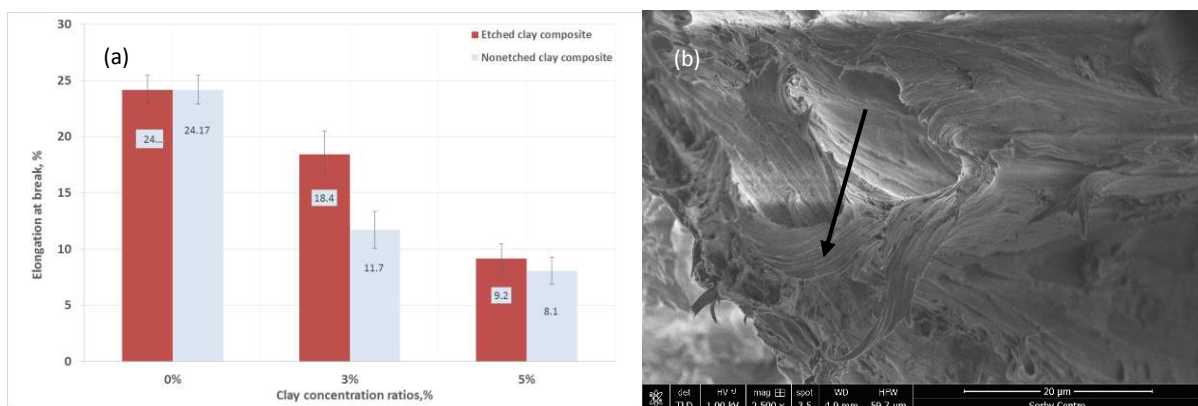 30
25
20
15
10
5
0
Elongation at break, %
(a)
Etched clay composite
Nonetched clay composite
24...
24.17
18.4
11.7
9.2
8.1
0%
3%
5%
Clay concentration ratios,%
(b)
det HV mag spot WD HFW 20 µm
TLD 1.00 kV 2 500 x 3.5 4.9 mm 59.7 µm Sorby Centre